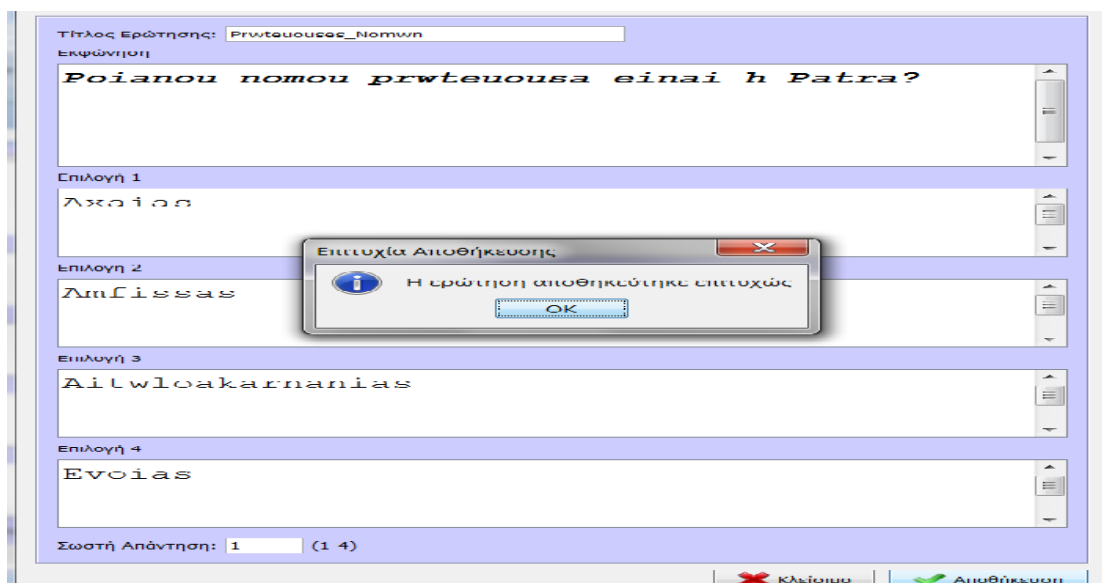 Τίτλος Ερώτησης: Prwteuouses_Nomwn
Εκφώνηση
Poianou nomou prwteuousa einai h Patra?
Επιλογή 1
Axaias
Επιτυχία Αποθήκευσης
Επιλογή 2
Η ερώτηση αποθηκεύτηκε επιτυχώς
Amfissas
OK
Επιλογή 3
Aitwloakarnanias
Επιλογή 4
Evoias
Σωστή Απάντηση: 1 (1 4)
Κλείσιμο Αποθήκευση